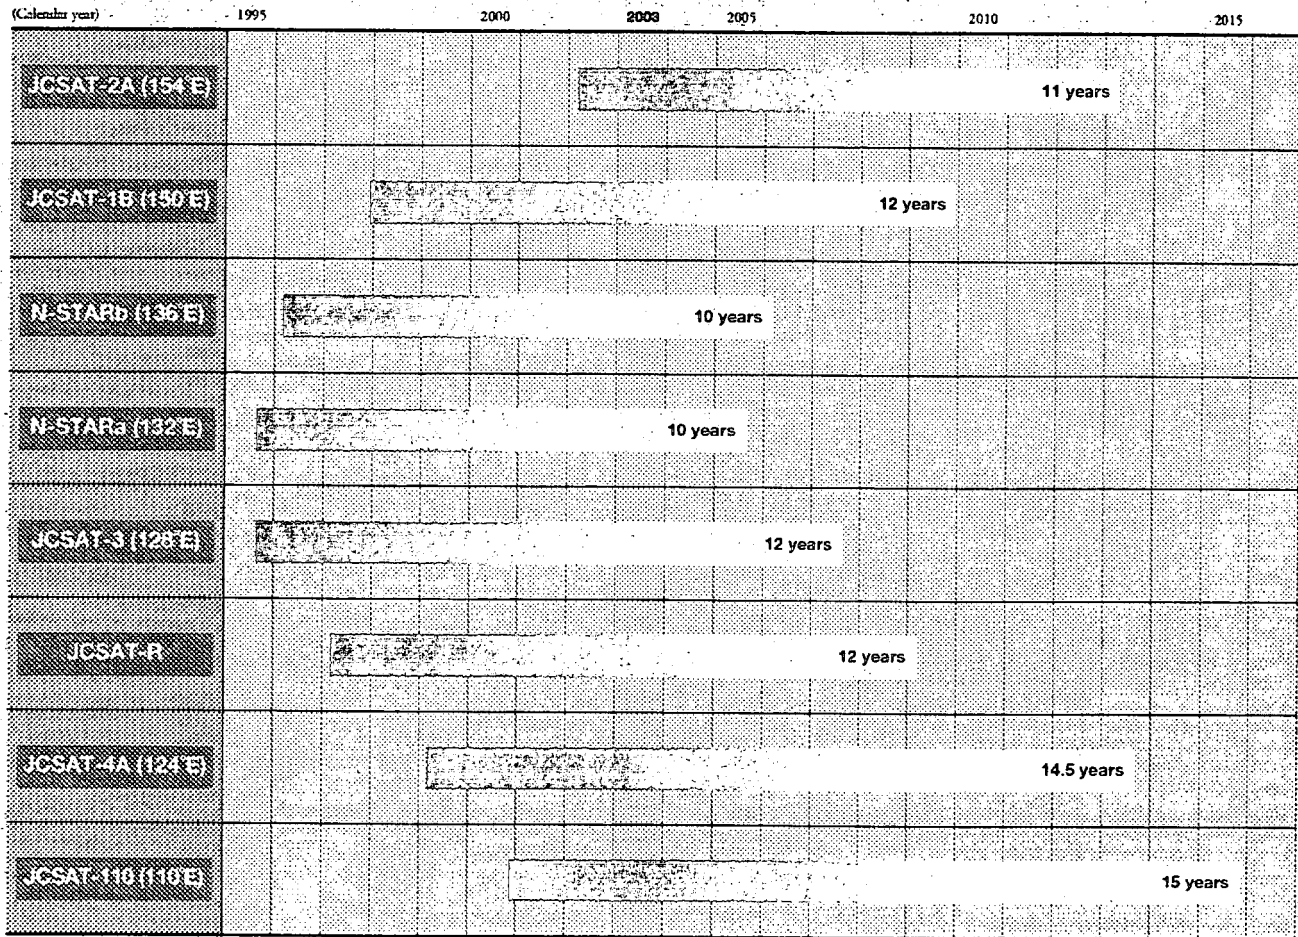 (Calendar year) 1995 2000 2003 2005 2010 2015
JCSAT-2A (154°E) 11 years
JCSAT-1B (150°E) 12 years
N-STARb (136°E) 10 years
N-STARa (132°E) 10 years
JCSAT-3 (128°E) 12 years
JCSAT-R 12 years
JCSAT-4A (124°E) 14.5 years
JCSAT-110 (110°E) 15 years